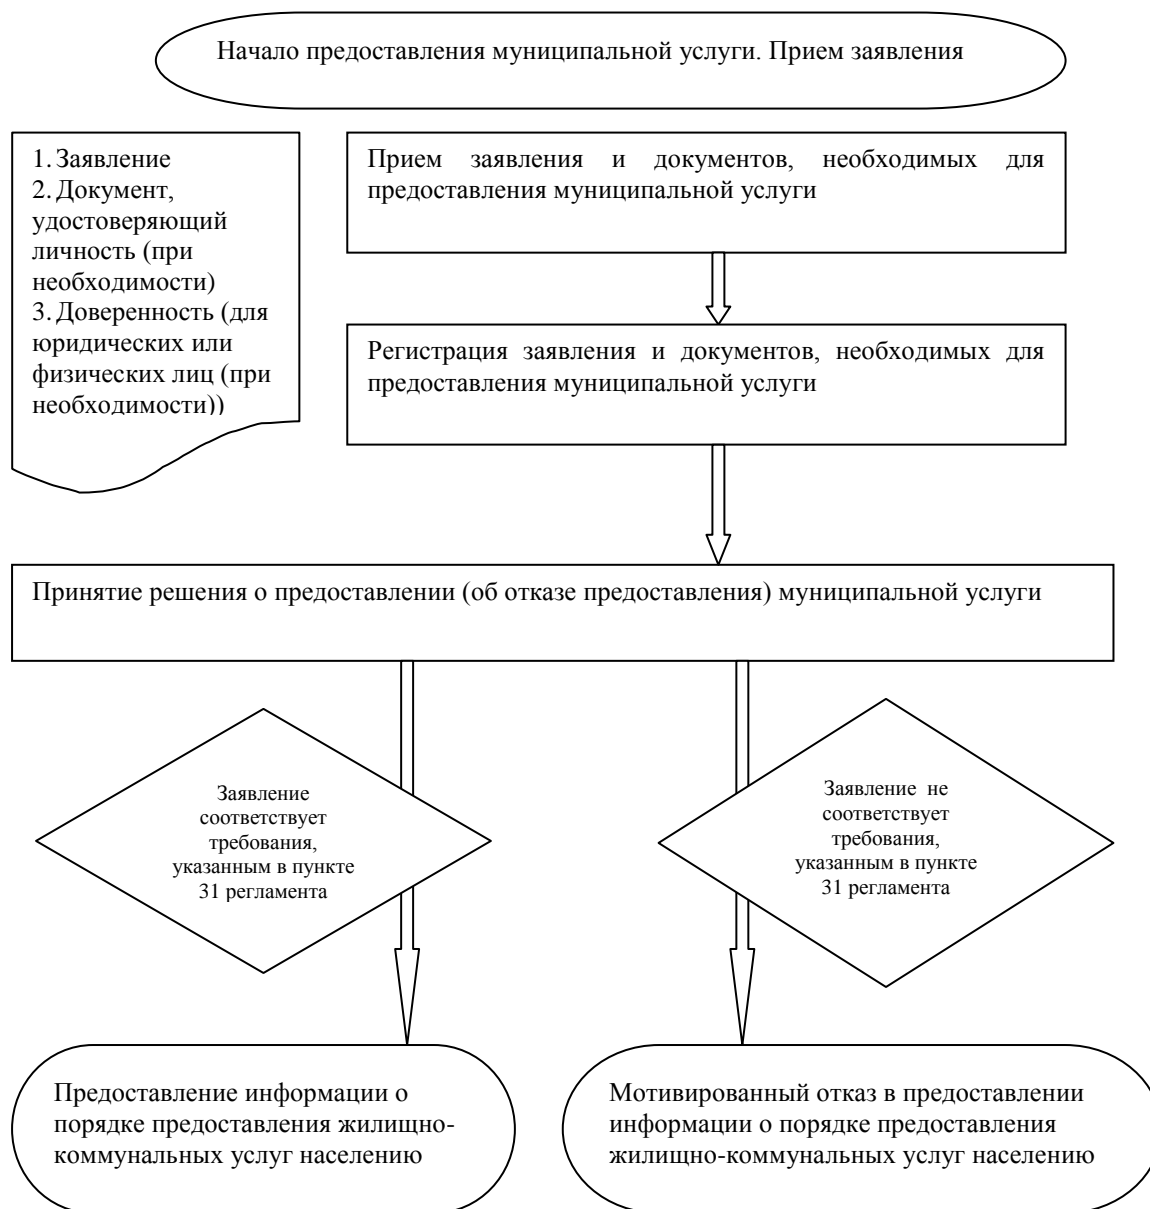 Начало предоставления муниципальной услуги. Прием заявления
1. Заявление
2. Документ,
удостоверяющий
личность (при
необходимости)
3. Доверенность (для
юридических или
физических лиц (при
необходимости))
Прием заявления и документов, необходимых для
предоставления муниципальной услуги
Регистрация заявления и документов, необходимых для
предоставления муниципальной услуги
Принятие решения о предоставлении (об отказе предоставления) муниципальной услуги
Заявление
соответствует
требования,
указанным в пункте
31 регламента
Заявление не
соответствует
требования,
указанным в пункте
31 регламента
Предоставление информации о
порядке предоставления жилищно-
коммунальных услуг населению
Мотивированный отказ в предоставлении
информации о порядке предоставления
жилищно-коммунальных услуг населению